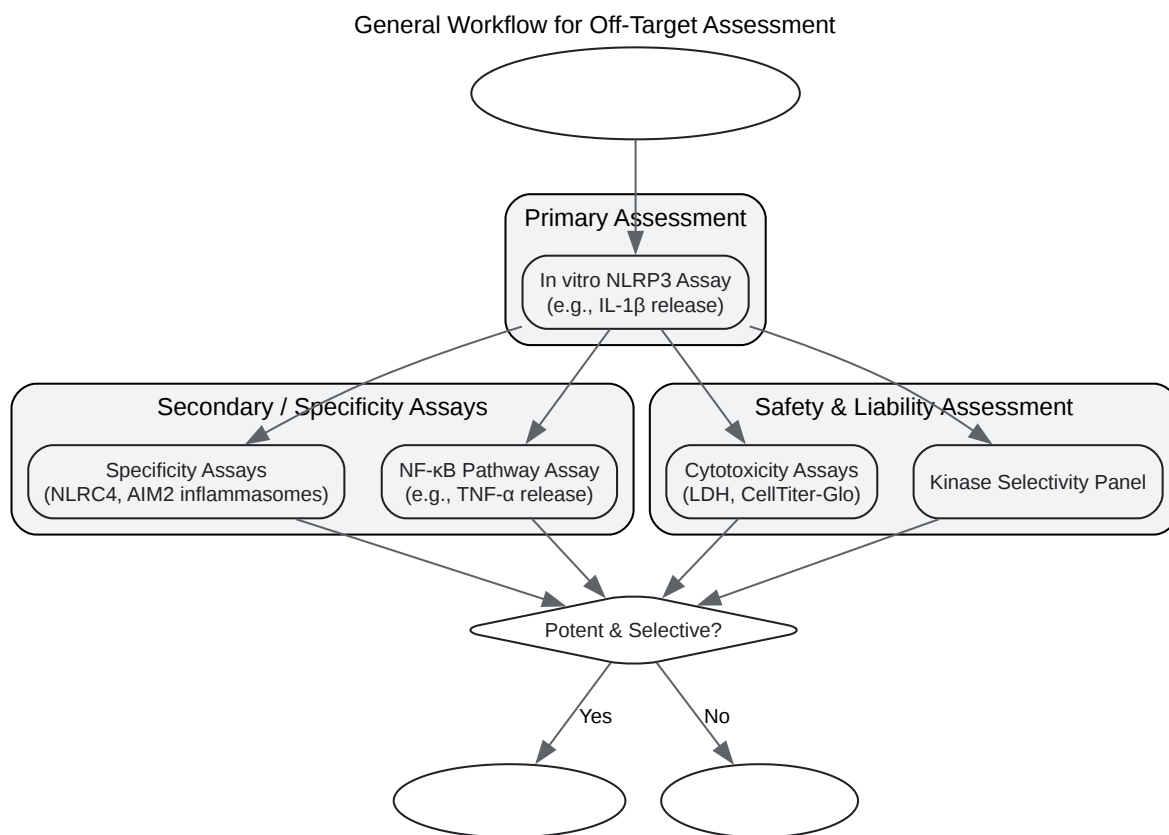 General Workflow for Off-Target Assessment
Primary Assessment
In vitro NLRP3 Assay
(e.g., IL-1β release)
Secondary / Specificity Assays
Specificity Assays
(NLRC4, AIM2 inflammasomes)
NF-κB Pathway Assay
(e.g., TNF-α release)
Safety & Liability Assessment
Cytotoxicity Assays
(LDH, CellTiter-Glo)
Kinase Selectivity Panel
Potent & Selective?
Yes
No